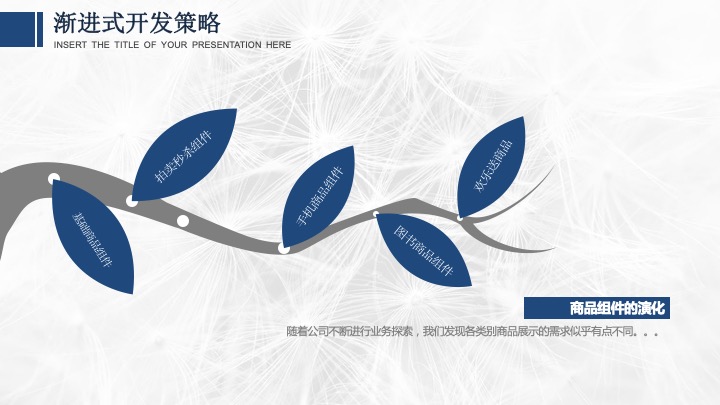 渐进式开发策略
INSERT THE TITLE OF YOUR PRESENTATION HERE
基础商品组件
拍卖秒杀组件
手机商品组件
图书商品组件
欢乐送商品
商品组件的演化
随着公司不断进行业务探索，我们发现各类别商品展示的需求似乎有点不同。。。